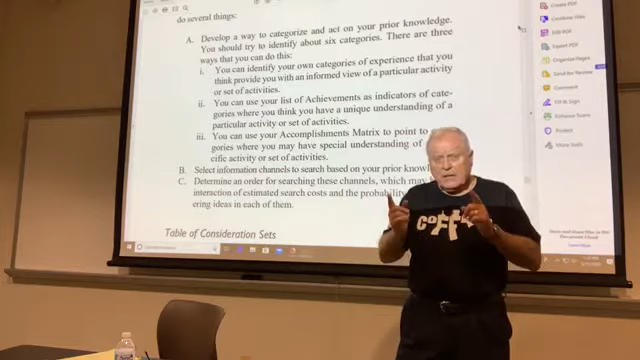 do several things:
A. Develop a way to categorize and act on your prior knowledge.
You should try to identify about six categories. There are three
ways that you can do this:
i. You can identify your own categories of experience that you
think provide you with an informed view of a particular activity
or set of activities.
ii. You can use your list of Achievements as indicators of cate-
gories where you think you have a unique understanding of a
particular activity or set of activities.
iii. You can use your Accomplishments Matrix to point to
gories where you may have special understanding of
cific activity or set of activities.
B. Select information channels to search based on your prior knowl
C. Determine an order for searching these channels, which may
interaction of estimated search costs and the probability
ering ideas in each of them.
Table of Consideration Sets
Create PDF
Combine Files
Edit PDF
Export PDF
Organize Pages
Send for Review
Comment
Fill & Sign
Enhance Scans
Protect
More Tools
COFFEE